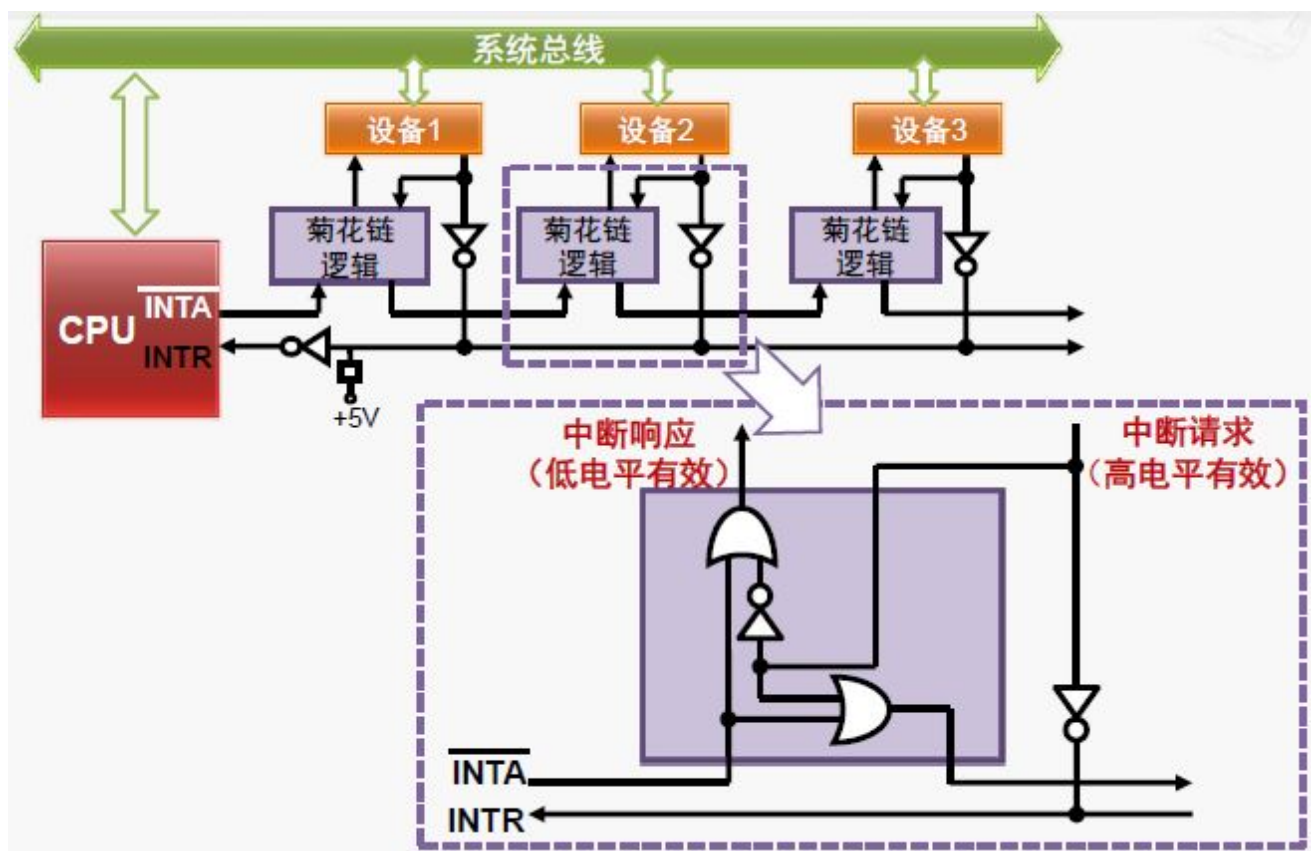 系统总线
设备1
设备2
设备3
菊花链
逻辑
菊花链
逻辑
菊花链
逻辑
CPU
INTA
INTR
+5V
中断响应
（低电平有效）
中断请求
（高电平有效）
INTA
INTR